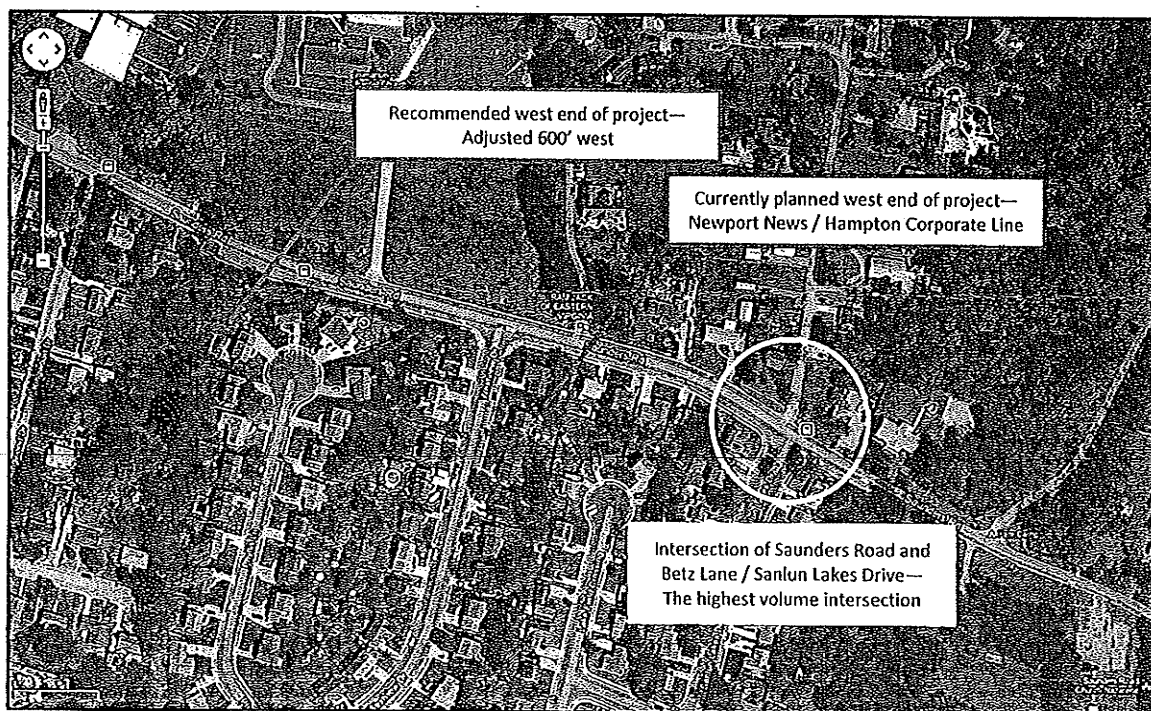 Recommended west end of project—
Adjusted 600' west
Currently planned west end of project—
Newport News / Hampton Corporate Line
Intersection of Saunders Road and
Betz Lane / Sanlun Lakes Drive—
The highest volume intersection